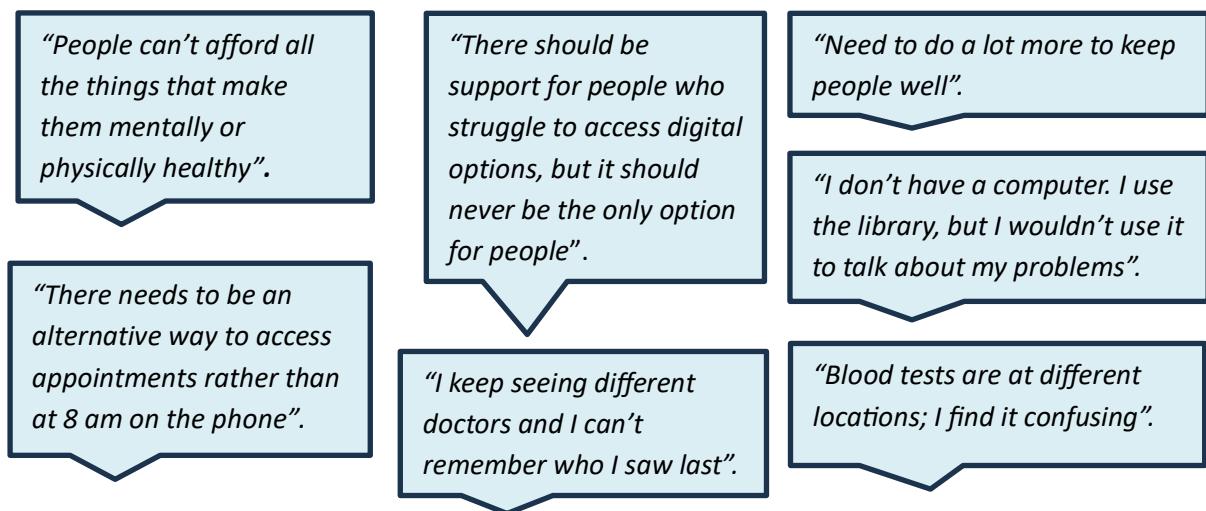 “People can’t afford all
the things that make
them mentally or
physically healthy”.
“There needs to be an
alternative way to access
appointments rather than
at 8 am on the phone”.
“There should be
support for people who
struggle to access digital
options, but it should
never be the only option
for people”.
“I keep seeing different
doctors and I can’t
remember who I saw last”.
“Need to do a lot more to keep
people well”.
“I don’t have a computer. I use
the library, but I wouldn’t use it
to talk about my problems”.
“Blood tests are at different
locations; I find it confusing”.